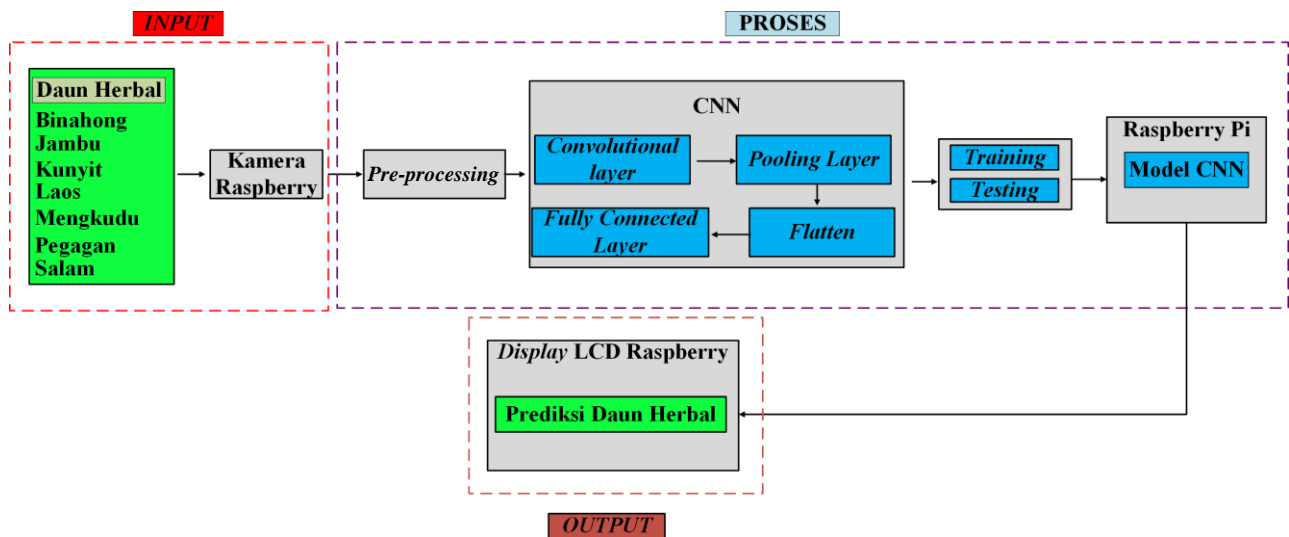 INPUT
PROSES
Daun Herbal
Binahong
Jambu
Kunyit
Laos
Mengkudu
Pegagan
Salam
Kamera
Raspberry
Pre-processing
CNN
Convolutional
layer
Pooling Layer
Fully Connected
Layer
Flatten
Training
Testing
Raspberry Pi
Model CNN
Display LCD Raspberry
Prediksi Daun Herbal
OUTPUT